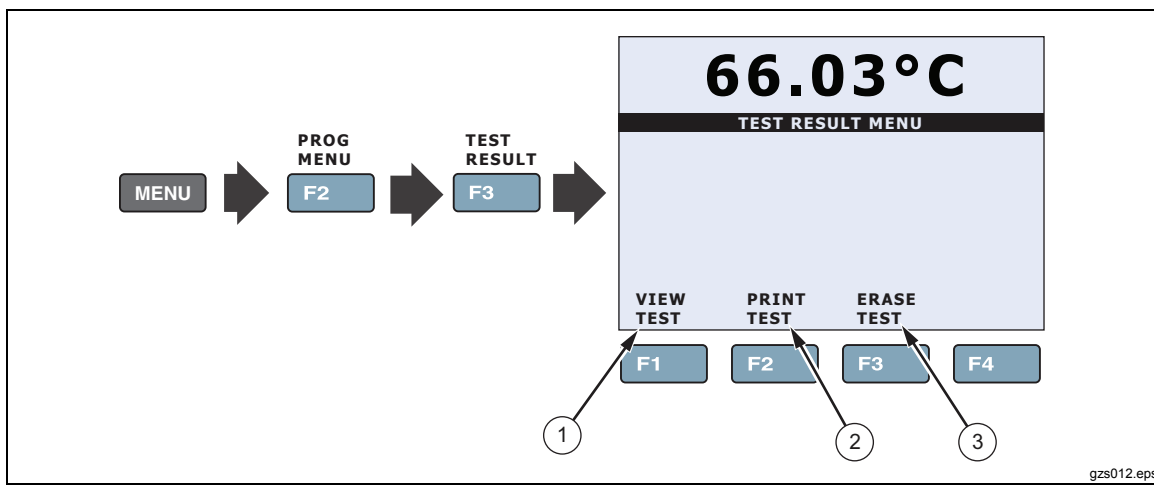 66.03°C
TEST RESULT MENU
PROG
MENU
TEST
RESULT
MENU
F2
F3
VIEW
TEST
PRINT
TEST
ERASE
TEST
F1
F2
F3
F4
1
2
3
gzs012.eps